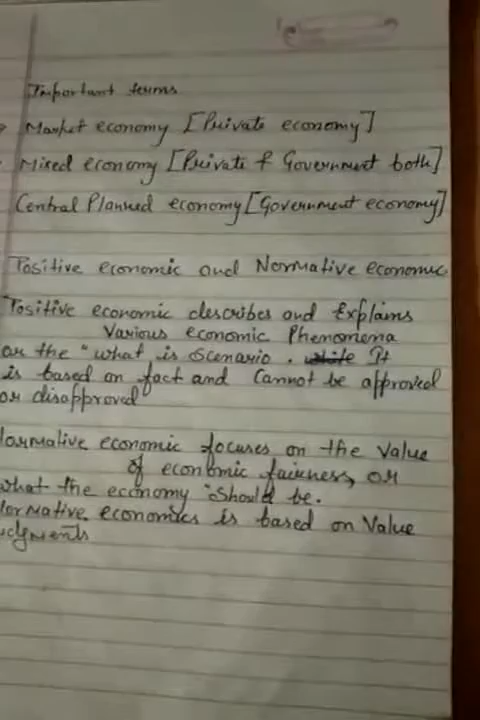 Important terms
Market economy [Private economy]
Mixed economy [Private & Government both]
Central Planned economy [Government economy]
Positive economic and Normative economic
Positive economic describes and Explains
Various economic Phenomena
or the "what is scenario. It
is based on fact and Cannot be approved
or disapproved"
ormative economic focuses on the Value
of economic fairness, or
what the economy "should be.
ormative economics is based on Value
udgments